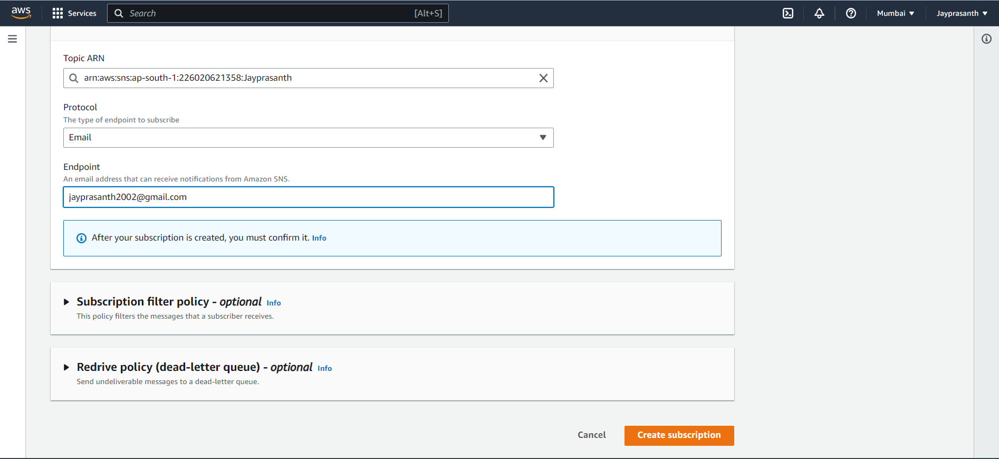 aws Services Search [Alt+S] Mumbai Jayprasanth
Topic ARN
arn:aws:sns:ap-south-1:226020621358:Jayprasanth
Protocol
The type of endpoint to subscribe
Email
Endpoint
An email address that can receive notifications from Amazon SNS.
jayprasanth2002@gmail.com
After your subscription is created, you must confirm it. Info
Subscription filter policy - optional Info
This policy filters the messages that a subscriber receives.
Redrive policy (dead-letter queue) - optional Info
Send undeliverable messages to a dead-letter queue.
Cancel Create subscription